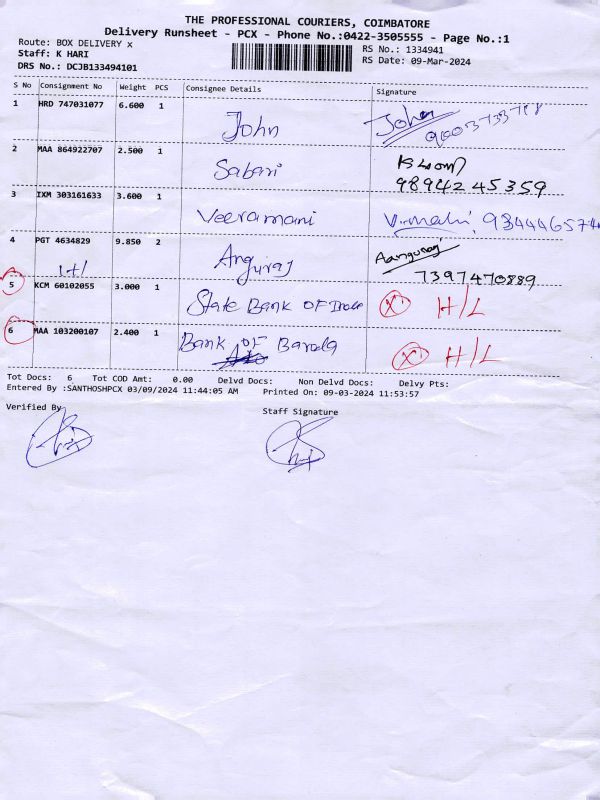 THE PROFESSIONAL COURIERS, COIMBATORE
Delivery Runsheet - PCX - Phone No.:0422-3505555 - Page No.:1
Route: BOX DELIVERY x RS No.: 1334941
Staff: K HARI RS Date: 09-Mar-2024
DRS No.: DCJB133494101
S No Consignment No Weight PCS Consignee Details Signature
1 HRD 747031077 6.600 1 John John
2 MAA 864922707 2.500 1 Sabari
9894245359
3 IXM 303161633 3.600 1 Veeramani 9344465744
4 PGT 4634829 9.850 2 Anguraj Aanguraj
1+1 7397470889
5 KCM 60102055 3.000 1 State Bank OF India X H/L
6 MAA 103200107 2.400 1 Bank OF Baroda X H/L
Tot Docs: 6 Tot COD Amt: 0.00 Delvd Docs: Non Delvd Docs: Delvy Pts:
Entered By :SANTHOSHPCX 03/09/2024 11:44:05 AM Printed On: 09-03-2024 11:53:57
Verified By Staff Signature